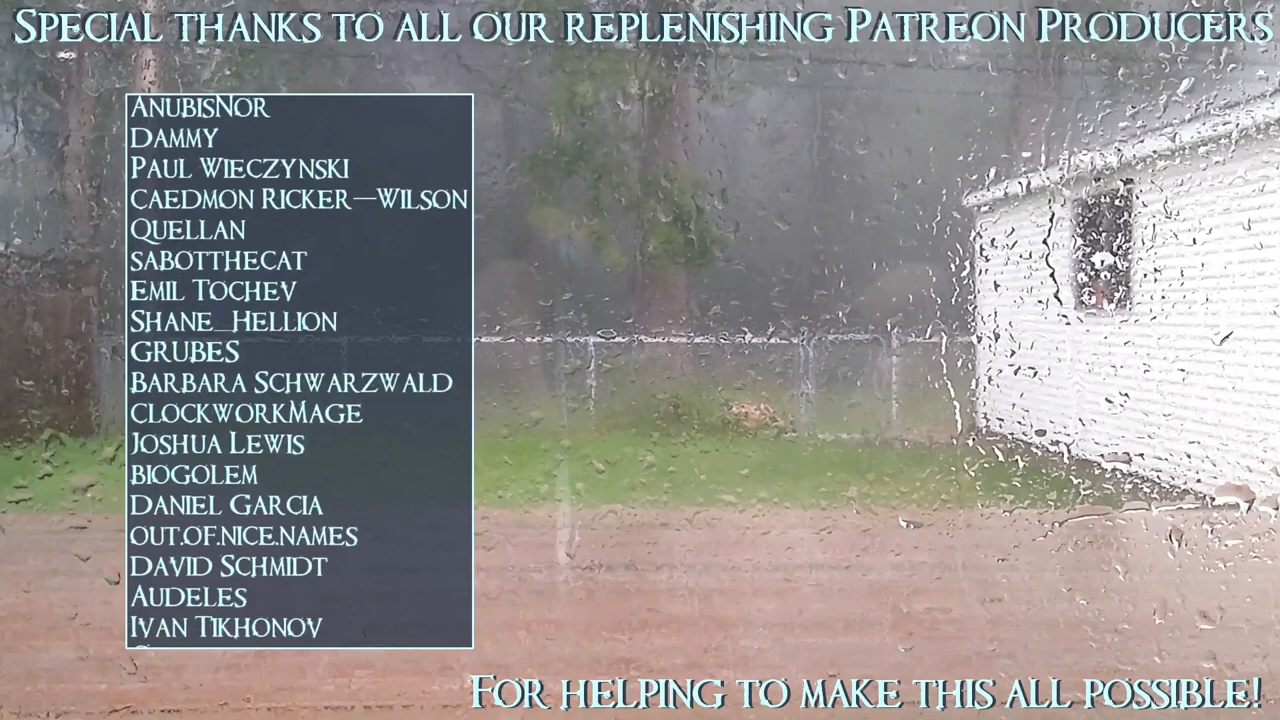 Special thanks to all our replenishing Patreon Producers
AnubisNor
Dammy
Paul Wieczynski
Caedmon Ricker-Wilson
Quellan
sabotthecat
Emil Tochev
Shane_Hellion
grubes
Barbara Schwarzwald
clockworkMage
Joshua Lewis
biogolem
Daniel Garcia
out.of.nice.names
David Schmidt
Audeles
Ivan Tikhonov
For helping to make this all possible!